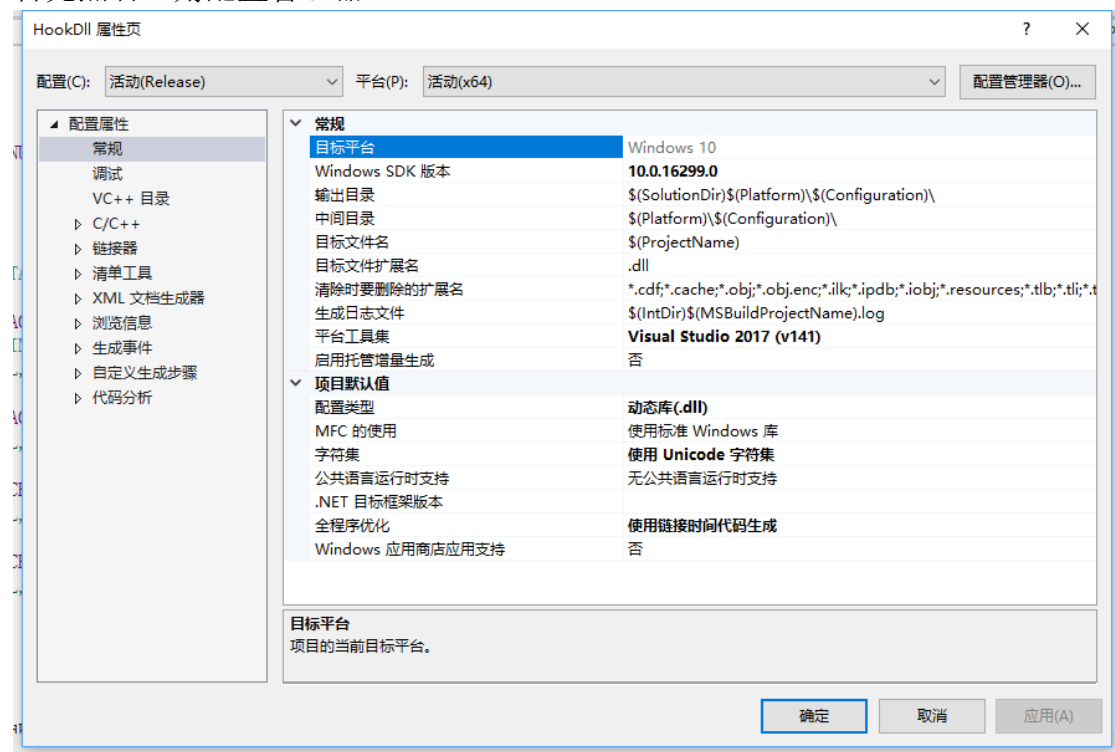 HookDll 属性页
?
配置(C): 活动(Release) 平台(P): 活动(x64) 配置管理器(O)...
配置属性
常规
调试
VC++ 目录
C/C++
链接器
清单工具
XML 文档生成器
浏览信息
生成事件
自定义生成步骤
代码分析
常规
目标平台 Windows 10
Windows SDK 版本 10.0.16299.0
输出目录 $(SolutionDir)$(Platform)\$(Configuration)\
中间目录 $(Platform)\$(Configuration)\
目标文件名 $(ProjectName)
目标文件扩展名 .dll
清除时要删除的扩展名 *.cdf;*.cache;*.obj;*.obj.enc;*.ilk;*.ipdb;*.iobj;*.resources;*.tlb;*.tli;*.t
生成日志文件 $(IntDir)$(MSBuildProjectName).log
平台工具集 Visual Studio 2017 (v141)
启用托管增量生成 否
项目默认值
配置类型 动态库(.dll)
MFC 的使用 使用标准 Windows 库
字符集 使用 Unicode 字符集
公共语言运行时支持 无公共语言运行时支持
.NET 目标框架版本
全程序优化 使用链接时间代码生成
Windows 应用商店应用支持 否
目标平台
项目的当前目标平台。
确定 取消 应用(A)